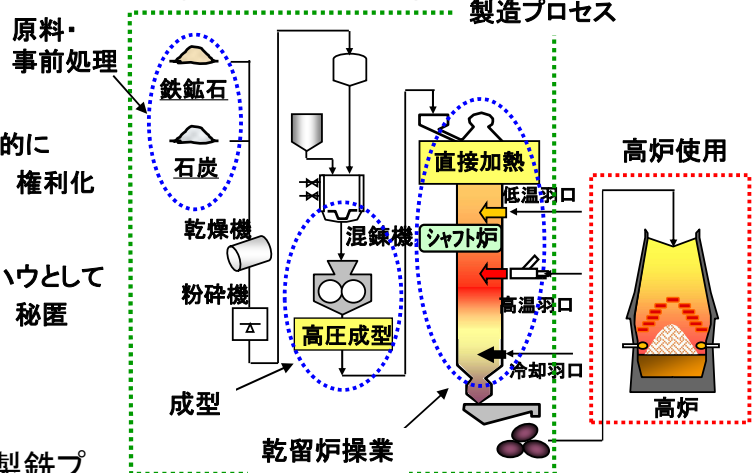 製造プロセス
原料・
事前処理
鉄鉱石
石炭
的に
権利化
乾燥機
ハウとして
粉砕機
秘匿
混錬機
高圧成型
成型
直接加熱
低温羽口
シャフト炉
高温羽口
冷却羽口
乾留炉操業
高炉使用
高炉
製鉄プ